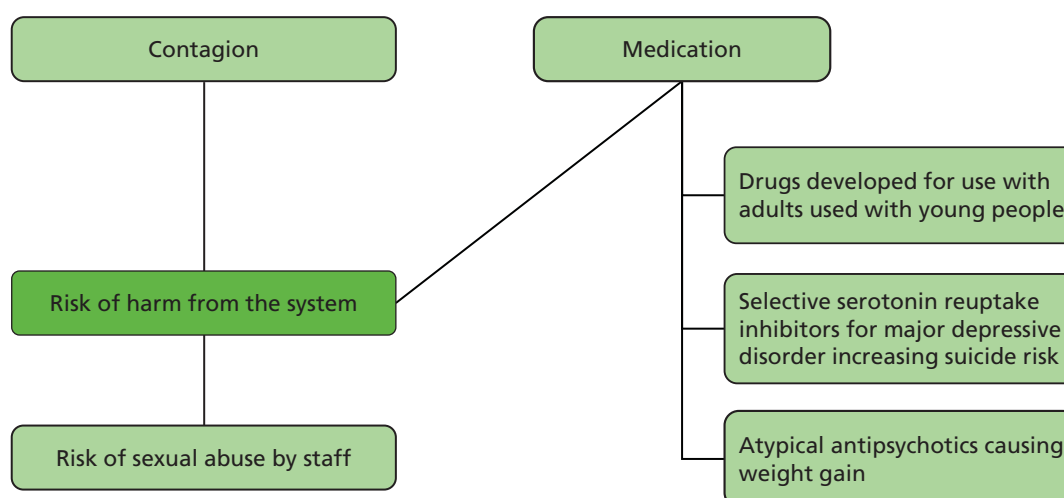 Contagion
Medication
Drugs developed for use with
adults used with young people
Risk of harm from the system
Selective serotonin reuptake
inhibitors for major depressive
disorder increasing suicide risk
Risk of sexual abuse by staff
Atypical antipsychotics causing
weight gain